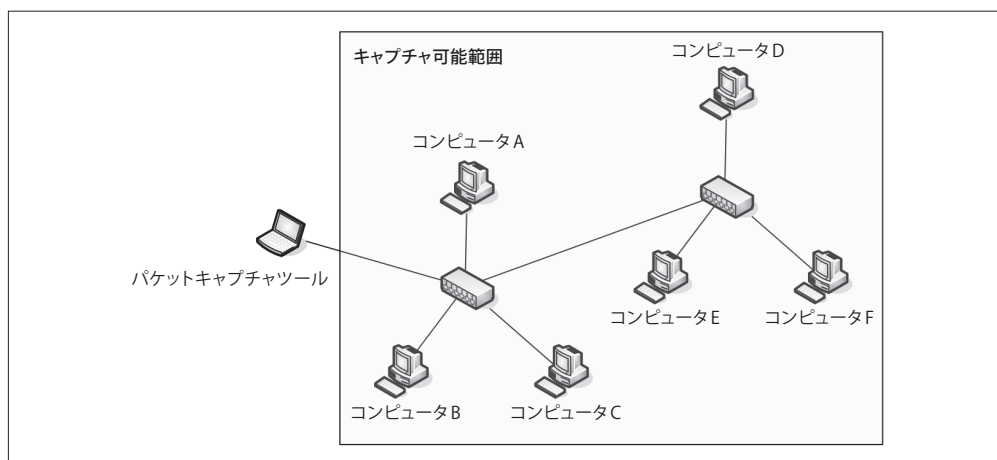 キャプチャ可能範囲
コンピュータD
コンピュータA
パケットキャプチャツール
コンピュータE
コンピュータF
コンピュータB
コンピュータC